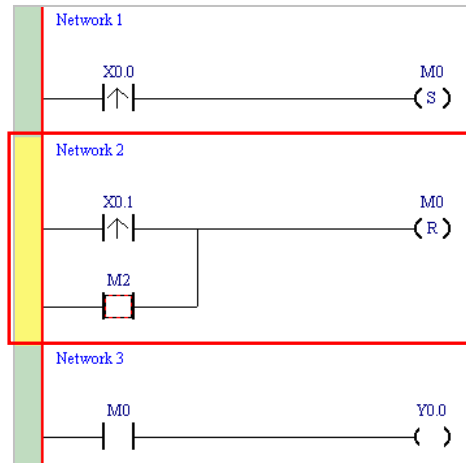 Network 1
X0.0 M0
S
Network 2
X0.1 M0
R
M2
Network 3
M0 Y0.0